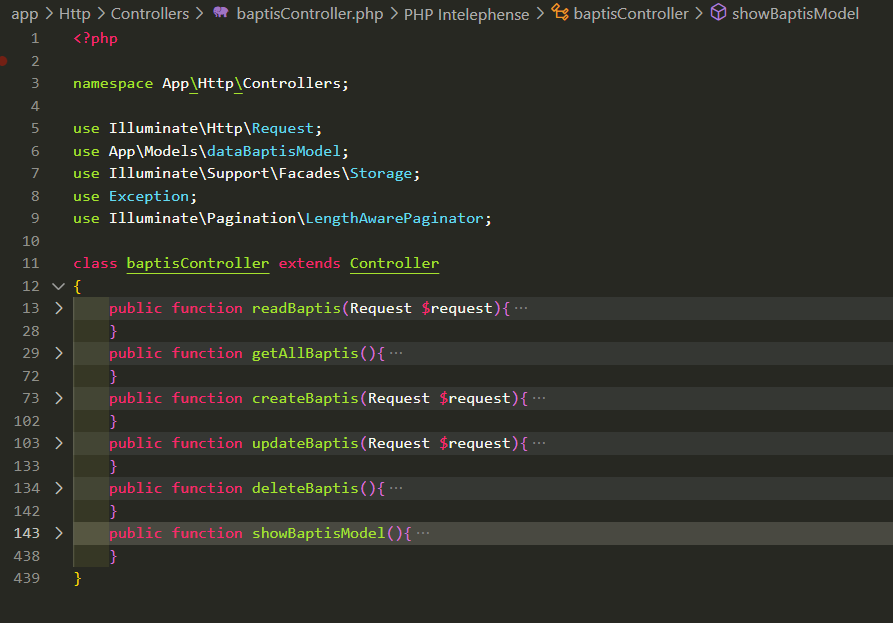 app > Http > Controllers > baptisController.php > PHP Intelephense > baptisController > showBaptisModel
1 <?php
2
3 namespace App\Http\Controllers;
4
5 use Illuminate\Http\Request;
6 use App\Models\dataBaptisModel;
7 use Illuminate\Support\Facades\Storage;
8 use Exception;
9 use Illuminate\Pagination\LengthAwarePaginator;
10
11 class baptisController extends Controller
12 {
13 public function readBaptis(Request $request){ ···
28 }
29 public function getAllBaptis(){ ···
72 }
73 public function createBaptis(Request $request){ ···
102 }
103 public function updateBaptis(Request $request){ ···
133 }
134 public function deleteBaptis(){ ···
142 }
143 public function showBaptisModel(){ ···
438 }
439 }